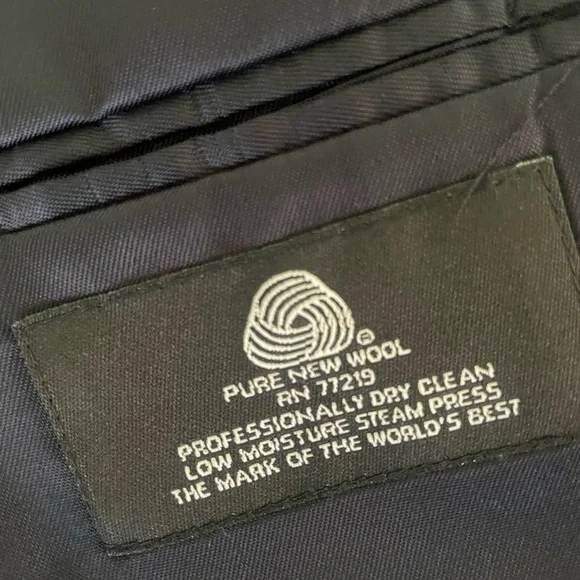 ®
PURE NEW WOOL
RN 77219
PROFESSIONALLY DRY CLEAN
LOW MOISTURE STEAM PRESS
THE MARK OF THE WORLD'S BEST